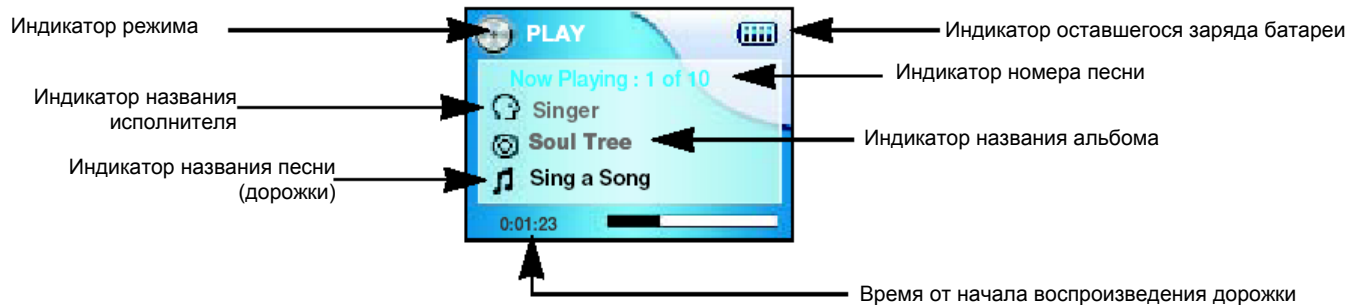 Индикатор режима
PLAY
Индикатор оставшегося заряда батареи
Now Playing : 1 of 10
Индикатор номера песни
Индикатор названия
исполнителя
Singer
Soul Tree
Индикатор названия альбома
Индикатор названия песни
(дорожки)
Sing a Song
0:01:23
Время от начала воспроизведения дорожки